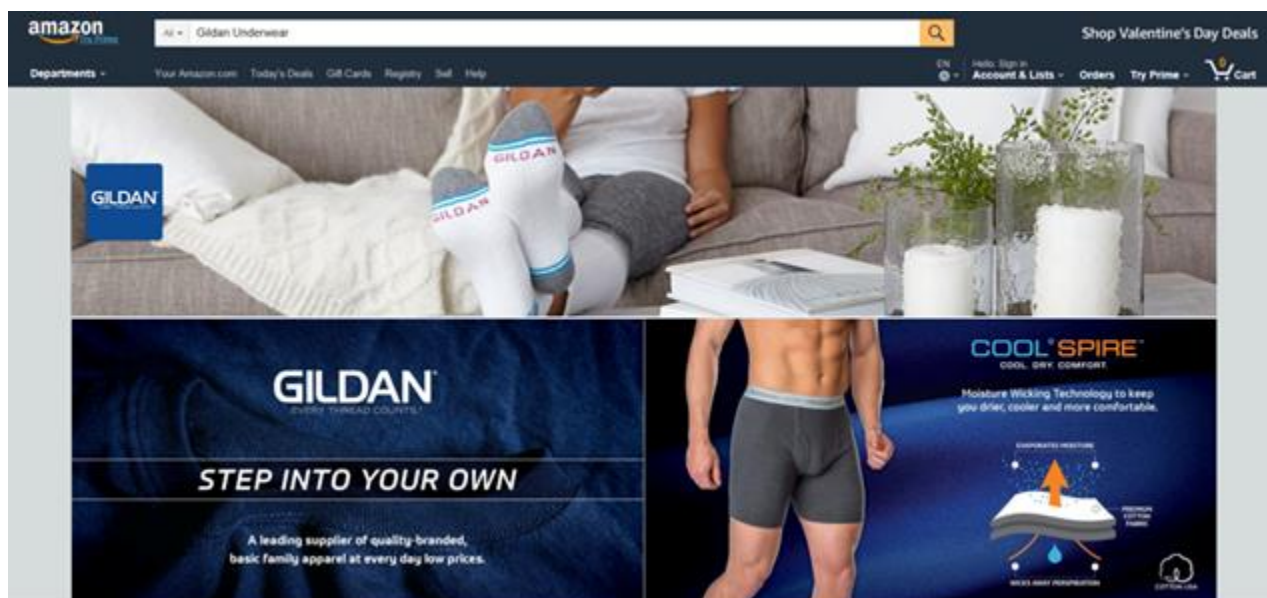 amazon
Try Prime
All
Gildan Underwear
Shop Valentine's Day Deals
Departments
Your Amazon.com Today's Deals Gift Cards Registry Sell Help
EN
Hello. Sign in
Account & Lists
Orders
Try Prime
0
Cart
GILDAN
GILDAN
GILDAN
GILDAN
EVERY THREAD COUNTS.
STEP INTO YOUR OWN
A leading supplier of quality-branded,
basic family apparel at every day low prices.
COOL SPIRE
COOL. DRY. COMFORT.
Moisture Wicking Technology to keep
you drier, cooler and more comfortable.
EVAPORATES MOISTURE
PREMIUM
COTTON
FABRIC
WICKS AWAY PERSPIRATION
COTTON USA